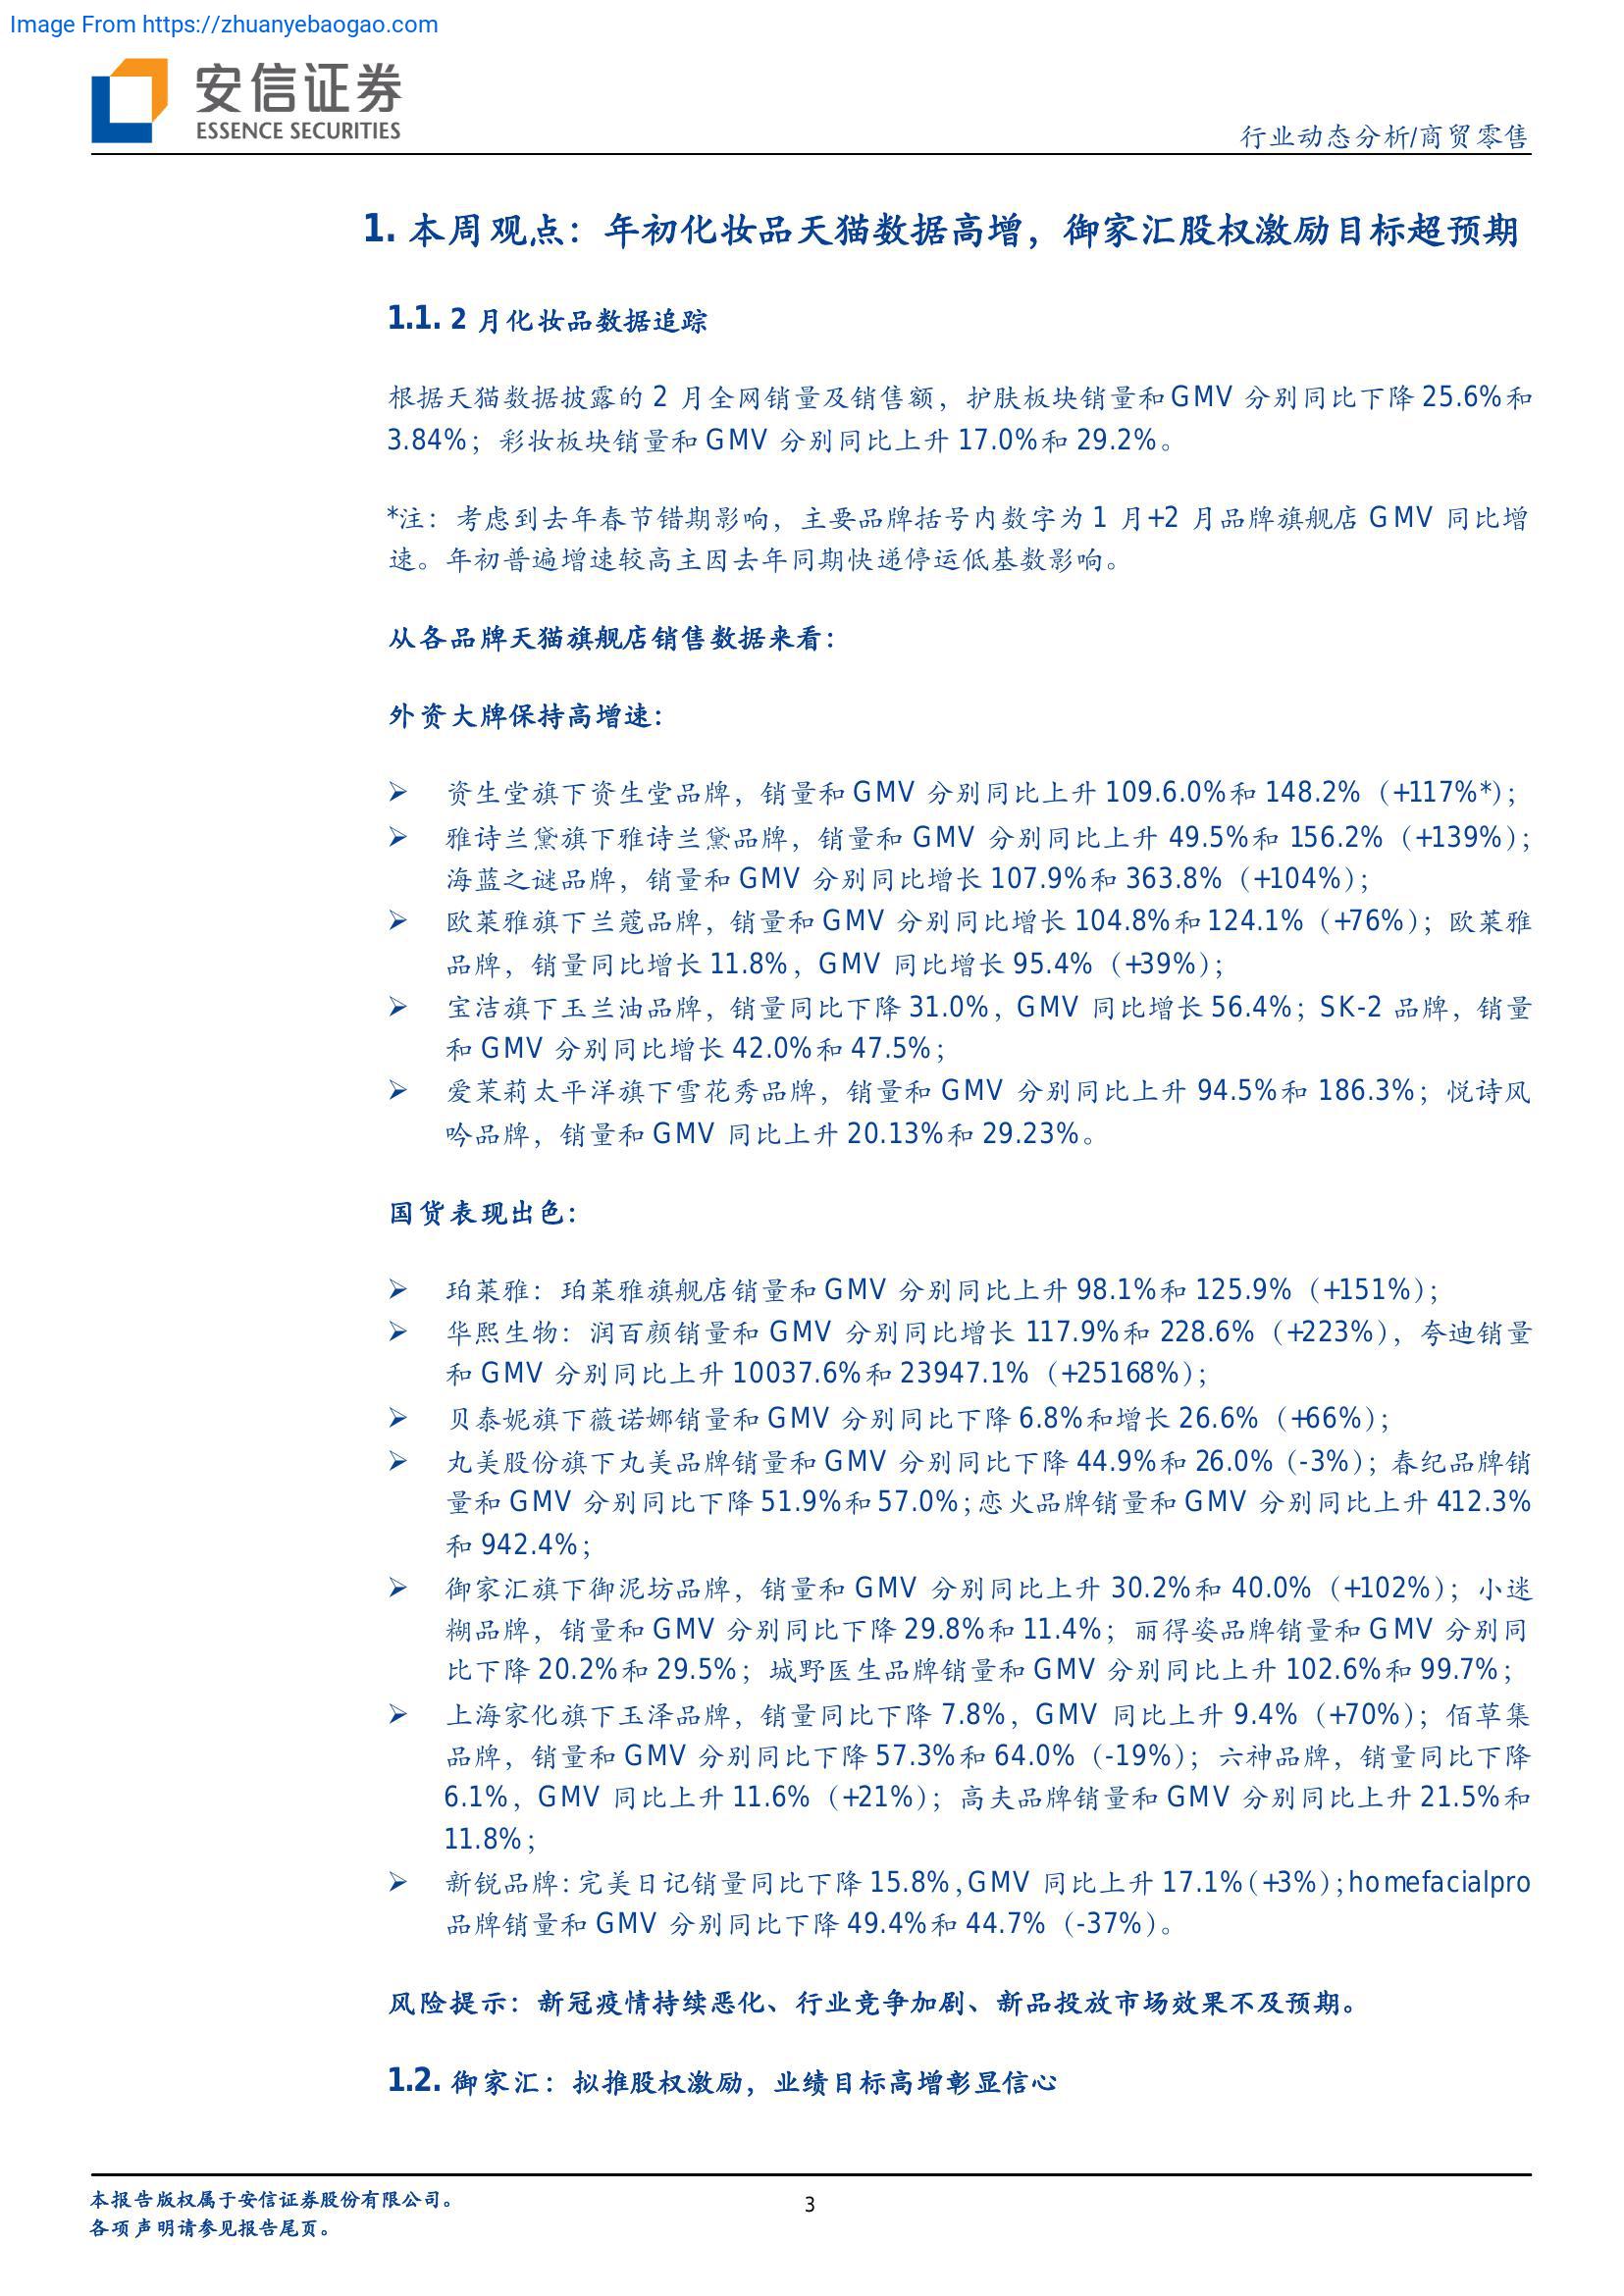 Image From https://zhuanyebaogao.com
安信证券
ESSENCE SECURITIES
行业动态分析/商贸零售
1. 本周观点：年初化妆品天猫数据高增，御家汇股权激励目标超预期
1.1. 2 月化妆品数据追踪
根据天猫数据披露的 2 月全网销量及销售额，护肤板块销量和 GMV 分别同比下降 25.6%和
3.84%；彩妆板块销量和 GMV 分别同比上升 17.0%和 29.2%。
*注：考虑到去年春节错期影响，主要品牌括号内数字为 1 月+2 月品牌旗舰店 GMV 同比增
速。年初普遍增速较高主因去年同期快递停运低基数影响。
从各品牌天猫旗舰店销售数据来看：
外资大牌保持高增速：
➢ 资生堂旗下资生堂品牌，销量和 GMV 分别同比上升 109.6.0%和 148.2%（+117%*）；
➢ 雅诗兰黛旗下雅诗兰黛品牌，销量和 GMV 分别同比上升 49.5%和 156.2%（+139%）；
海蓝之谜品牌，销量和 GMV 分别同比增长 107.9%和 363.8%（+104%）；
➢ 欧莱雅旗下兰蔻品牌，销量和 GMV 分别同比增长 104.8%和 124.1%（+76%）；欧莱雅
品牌，销量同比增长 11.8%，GMV 同比增长 95.4%（+39%）；
➢ 宝洁旗下玉兰油品牌，销量同比下降 31.0%，GMV 同比增长 56.4%；SK-2 品牌，销量
和 GMV 分别同比增长 42.0%和 47.5%；
➢ 爱茉莉太平洋旗下雪花秀品牌，销量和 GMV 分别同比上升 94.5%和 186.3%；悦诗风
吟品牌，销量和 GMV 同比上升 20.13%和 29.23%。
国货表现出色：
➢ 珀莱雅：珀莱雅旗舰店销量和 GMV 分别同比上升 98.1%和 125.9%（+151%）；
➢ 华熙生物：润百颜销量和 GMV 分别同比增长 117.9%和 228.6%（+223%），夸迪销量
和 GMV 分别同比上升 10037.6%和 23947.1%（+25168%）；
➢ 贝泰妮旗下薇诺娜销量和 GMV 分别同比下降 6.8%和增长 26.6%（+66%）；
➢ 丸美股份旗下丸美品牌销量和 GMV 分别同比下降 44.9%和 26.0%（-3%）；春纪品牌销
量和 GMV 分别同比下降 51.9%和 57.0%；恋火品牌销量和 GMV 分别同比上升 412.3%
和 942.4%；
➢ 御家汇旗下御泥坊品牌，销量和 GMV 分别同比上升 30.2%和 40.0%（+102%）；小迷
糊品牌，销量和 GMV 分别同比下降 29.8%和 11.4%；丽得姿品牌销量和 GMV 分别同
比下降 20.2%和 29.5%；城野医生品牌销量和 GMV 分别同比上升 102.6%和 99.7%；
➢ 上海家化旗下玉泽品牌，销量同比下降 7.8%，GMV 同比上升 9.4%（+70%）；佰草集
品牌，销量和 GMV 分别同比下降 57.3%和 64.0%（-19%）；六神品牌，销量同比下降
6.1%，GMV 同比上升 11.6%（+21%）；高夫品牌销量和 GMV 分别同比上升 21.5%和
11.8%；
➢ 新锐品牌：完美日记销量同比下降 15.8%，GMV 同比上升 17.1%（+3%）；homefacialpro
品牌销量和 GMV 分别同比下降 49.4%和 44.7%（-37%）。
风险提示：新冠疫情持续恶化、行业竞争加剧、新品投放市场效果不及预期。
1.2. 御家汇：拟推股权激励，业绩目标高增彰显信心
本报告版权属于安信证券股份有限公司。
各项声明请参见报告尾页。
3